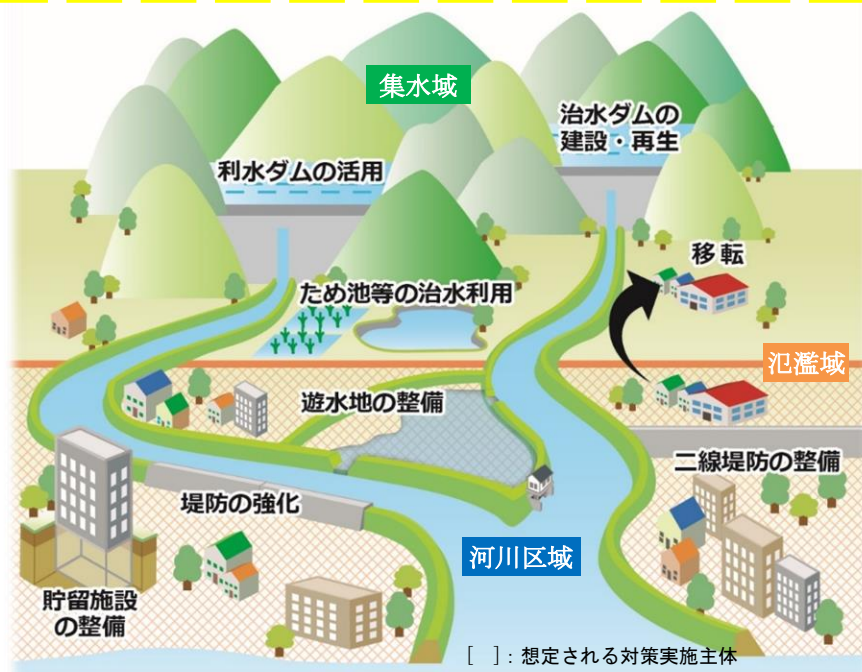 集水域
治水ダムの
建設・再生
利水ダムの活用
移転
ため池等の治水利用
氾濫域
遊水地の整備
二線堤防の整備
堤防の強化
河川区域
貯留施設
の整備
［　］：想定される対策実施主体